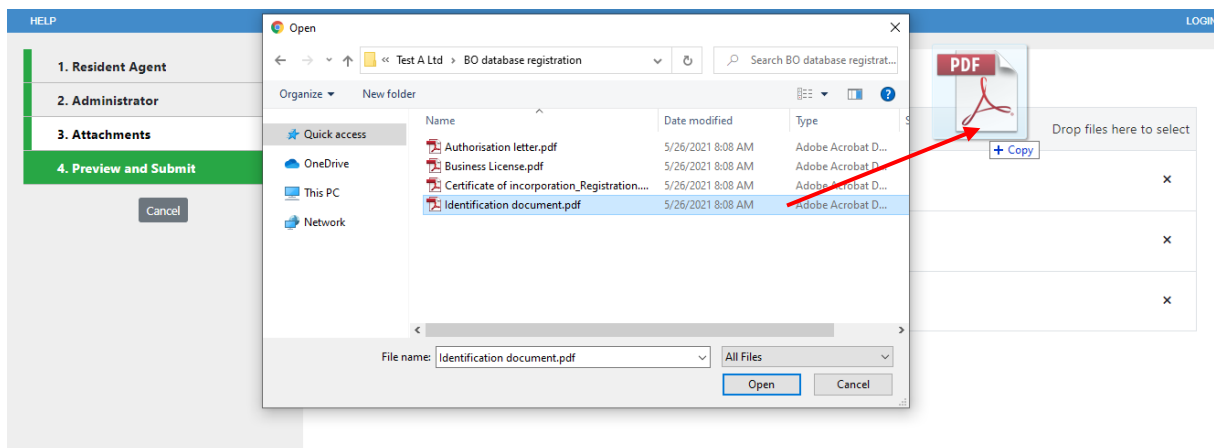 HELP
LOGIN
1. Resident Agent
2. Administrator
3. Attachments
4. Preview and Submit
Cancel
Open
« Test A Ltd › BO database registration
Search BO database registrat...
Organize
New folder
Quick access
OneDrive
This PC
Network
Name Date modified Type S
Authorisation letter.pdf 5/26/2021 8:08 AM Adobe Acrobat D...
Business License.pdf 5/26/2021 8:08 AM Adobe Acrobat D...
Certificate of incorporation_Registration.... 5/26/2021 8:08 AM Adobe Acrobat D...
Identification document.pdf 5/26/2021 8:08 AM Adobe Acrobat D...
File name: Identification document.pdf
All Files
Open Cancel
PDF
+ Copy
Drop files here to select